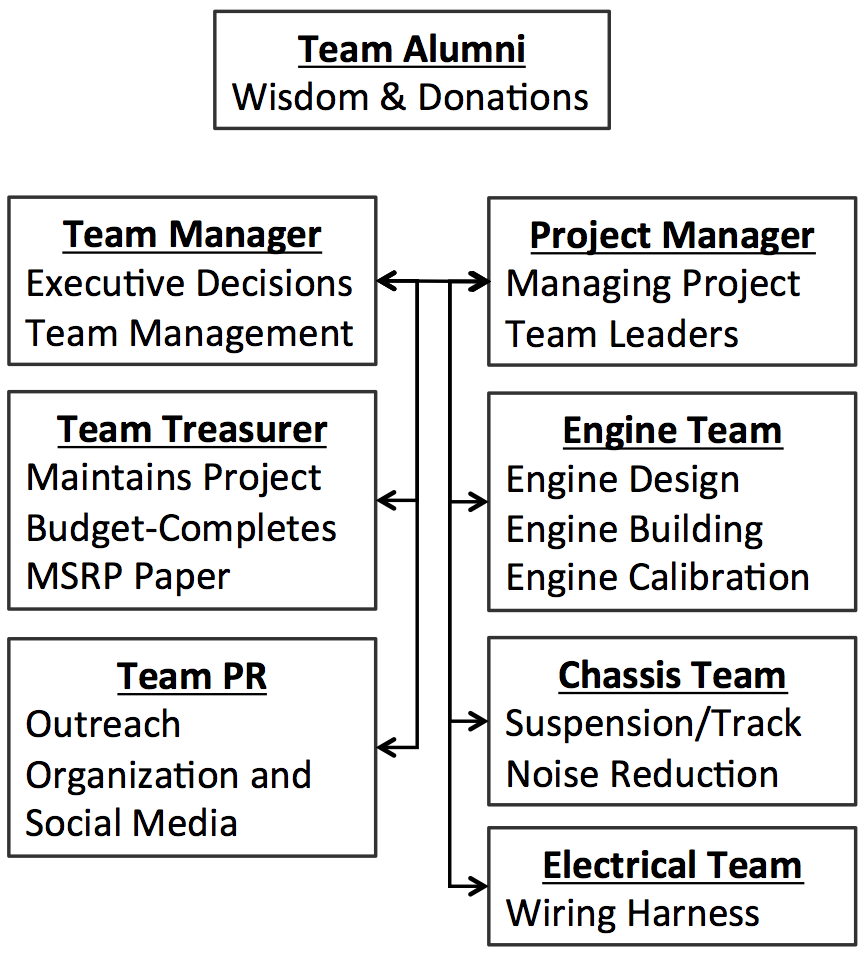 Team Alumni
Wisdom & Donations
Team Manager
Executive Decisions
Team Management
Project Manager
Managing Project
Team Leaders
Team Treasurer
Maintains Project
Budget-Completes
MSRP Paper
Engine Team
Engine Design
Engine Building
Engine Calibration
Team PR
Outreach
Organization and
Social Media
Chassis Team
Suspension/Track
Noise Reduction
Electrical Team
Wiring Harness